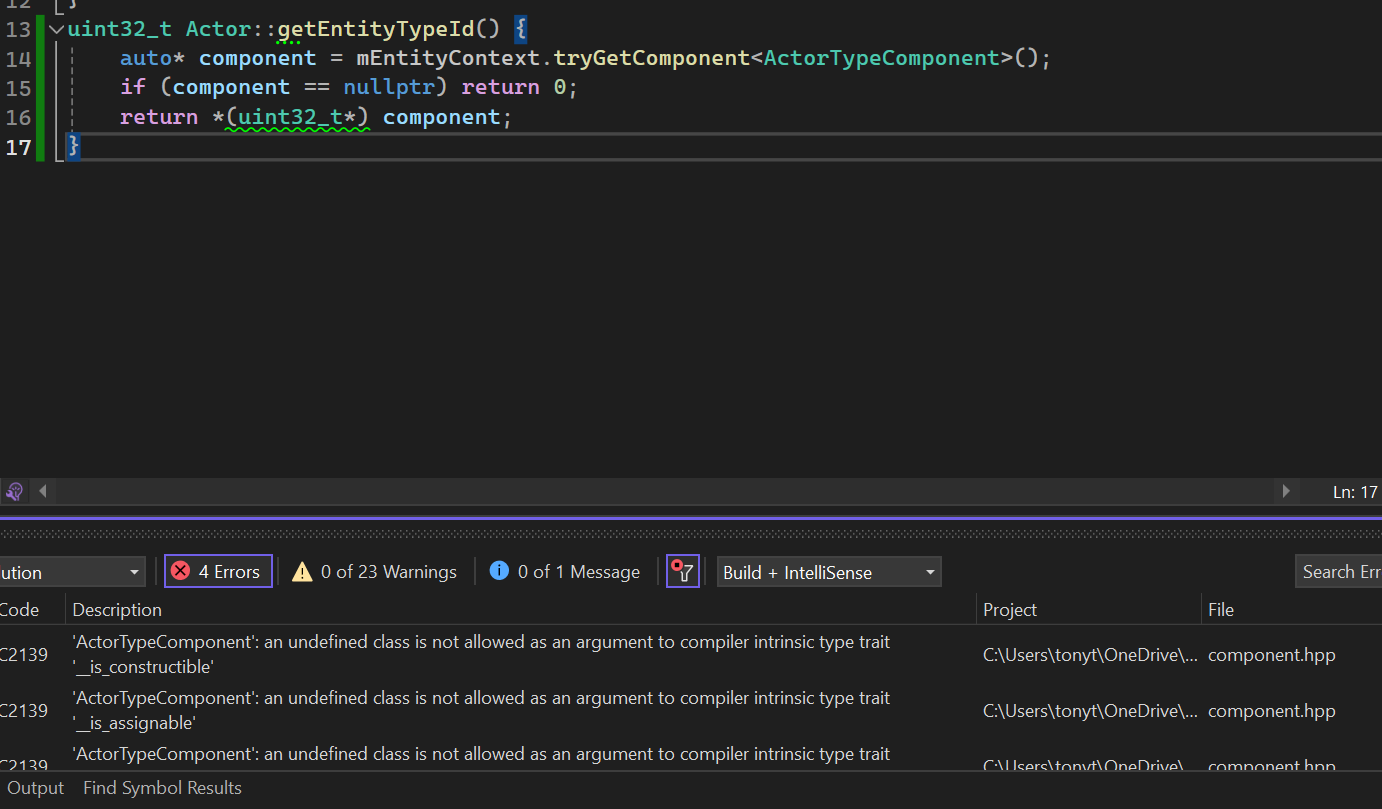 12 }
13 uint32_t Actor::getEntityTypeId() {
14 auto* component = mEntityContext.tryGetComponent<ActorTypeComponent>();
15 if (component == nullptr) return 0;
16 return *(uint32_t*) component;
17 }
Ln: 17
ution 4 Errors 0 of 23 Warnings 0 of 1 Message Build + IntelliSense Search Err
Code Description Project File
C2139 'ActorTypeComponent': an undefined class is not allowed as an argument to compiler intrinsic type trait
'__is_constructible' C:\Users\tonyt\OneDrive\... component.hpp
C2139 'ActorTypeComponent': an undefined class is not allowed as an argument to compiler intrinsic type trait
'__is_assignable' C:\Users\tonyt\OneDrive\... component.hpp
C2139 'ActorTypeComponent': an undefined class is not allowed as an argument to compiler intrinsic type trait
C:\Users\tonyt\OneDrive\... component.hpp
Output Find Symbol Results